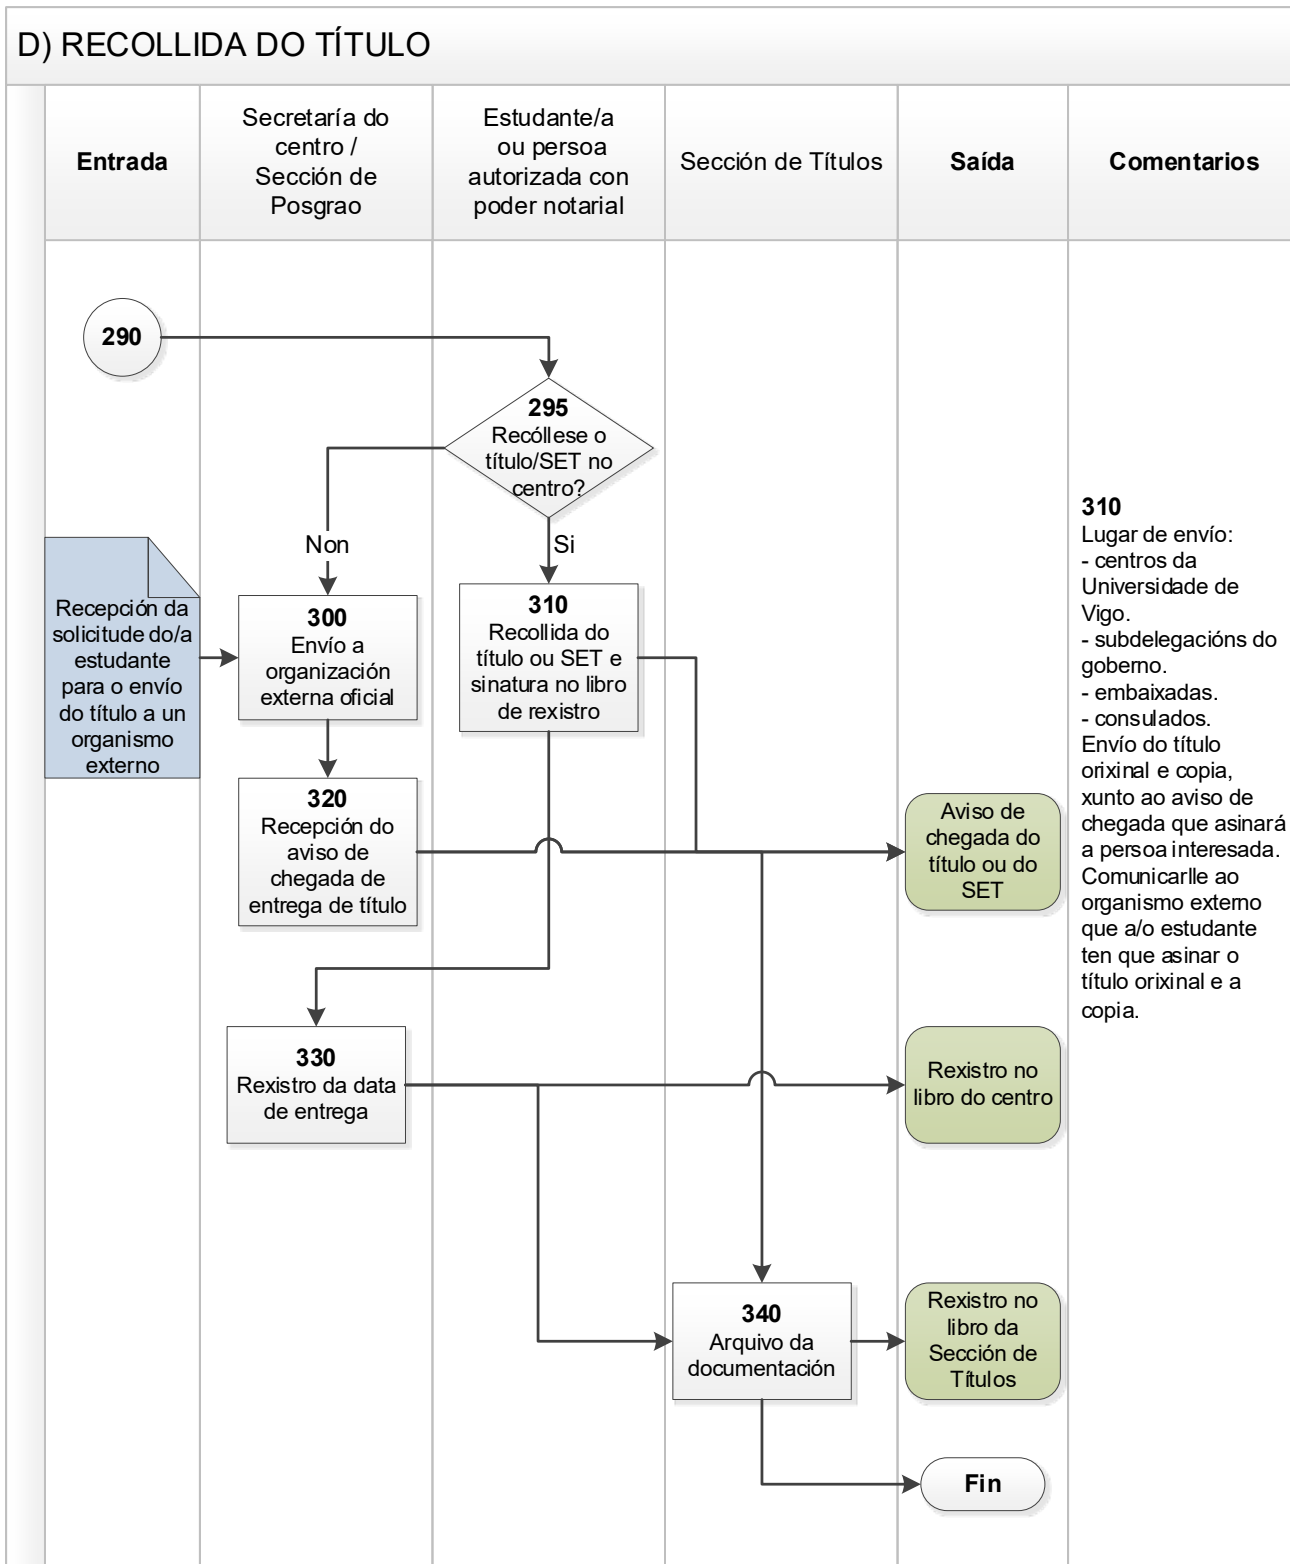 D) RECOLLIDA DO TÍTULO
Entrada
Secretaría do
centro /
Sección de
Posgrao
Estudante/a
ou persoa
autorizada con
poder notarial
Sección de Títulos
Saída
Comentarios
290
295
Recóllese o
título/SET no
centro?
Non
Si
Recepción da
solicitude do/a
estudante
para o envío
do título a un
organismo
externo
300
Envío a
organización
externa oficial
310
Recollida do
título ou SET e
sinatura no libro
de rexistro
310
Lugar de envío:
- centros da
Universidade de
Vigo.
- subdelegacións do
goberno.
- embaixadas.
- consulados.
Envío do título
orixinal e copia,
xunto ao aviso de
chegada que asinará
a persoa interesada.
Comunicarlle ao
organismo externo
que a/o estudante
ten que asinar o
título orixinal e a
copia.
320
Recepción do
aviso de
chegada de
entrega de título
Aviso de
chegada do
título ou do
SET
330
Rexistro da data
de entrega
Rexistro no
libro do centro
340
Arquivo da
documentación
Rexistro no
libro da
Sección de
Títulos
Fin